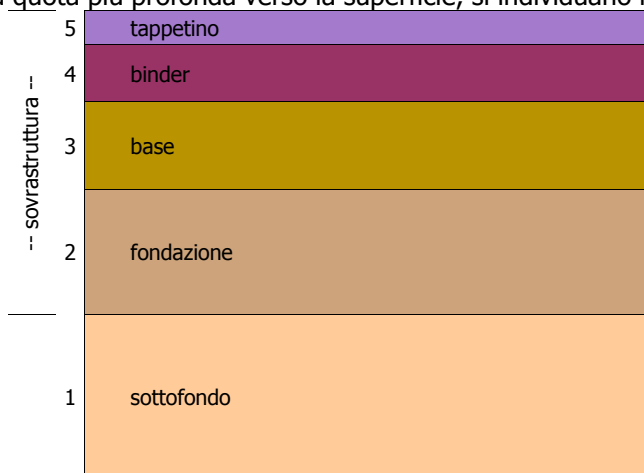 quota più profonda verso la superficie, si individuano
5 tappetino
4 binder
3 base
-- sovrastruttura --
2 fondazione
1 sottofondo